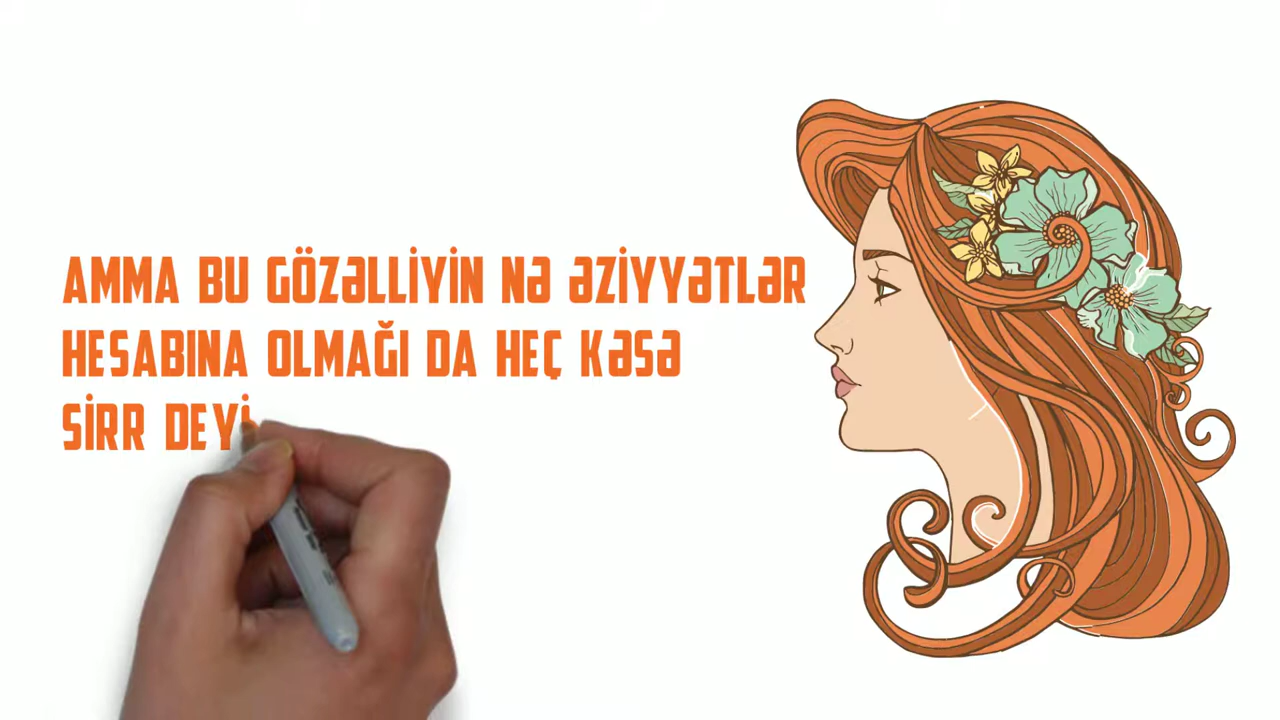 AMMA BU GÖZƏLLİYİN NƏ ƏZİYYƏTLƏR
HESABINA OLMAĞI DA HEÇ KƏSƏ
SİRR DEYİ